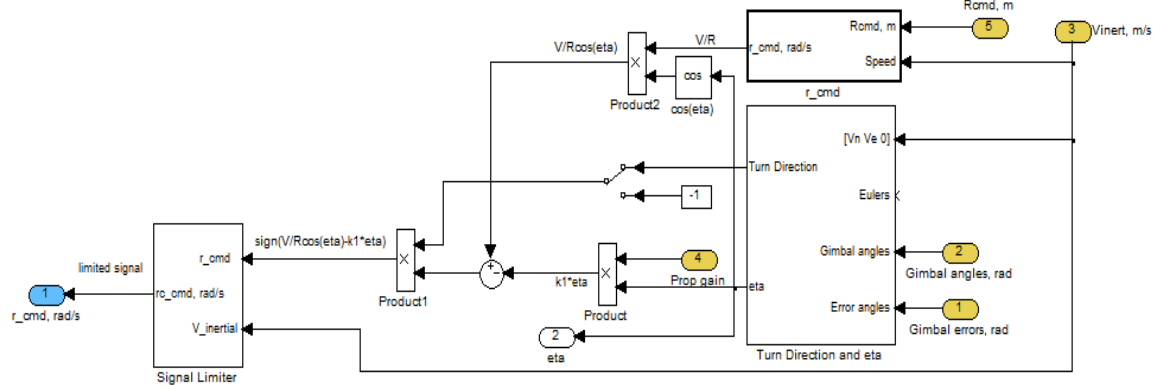 Rcmd, m
5
3
Vinert, m/s
V/Rcos(eta)
V/R
r_cmd, rad/s
Rcmd, m
Speed
cos
Product2
cos(eta)
r_cmd
[Vn Ve 0]
Turn Direction
Eulers
-1
sign(V/Rcos(eta)-k1*eta)
r_cmd
limited signal
Gimbal angles
2
4
Gimbal angles, rad
k1*eta
Prop gain
eta
1
rc_cmd, rad/s
Product1
Error angles
1
r_cmd, rad/s
Product
Gimbal errors, rad
V_inertial
2
eta
Turn Direction and eta
Signal Limiter